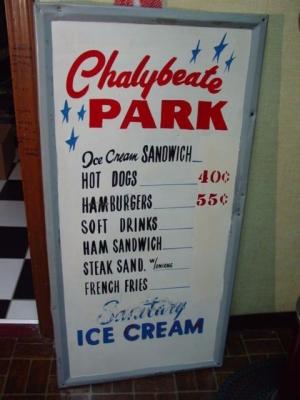 Chalybeate
PARK
Ice Cream SANDWICH
HOT DOGS 40¢
HAMBURGERS 55¢
SOFT DRINKS
HAM SANDWICH
STEAK SAND. W/ONIONS
FRENCH FRIES
Sanitary
ICE CREAM